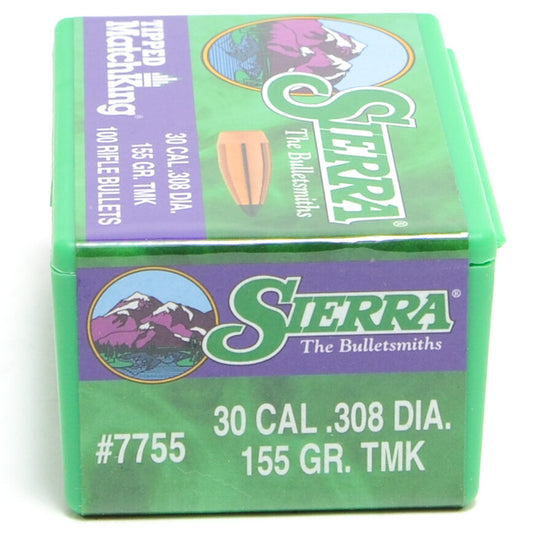 SIERRA®
The Bulletsmiths
TIPPED
MatchKing®
30 CAL .308 DIA.
155 GR. TMK
100 RIFLE BULLETS
SIERRA®
The Bulletsmiths
#7755
30 CAL .308 DIA.
155 GR. TMK